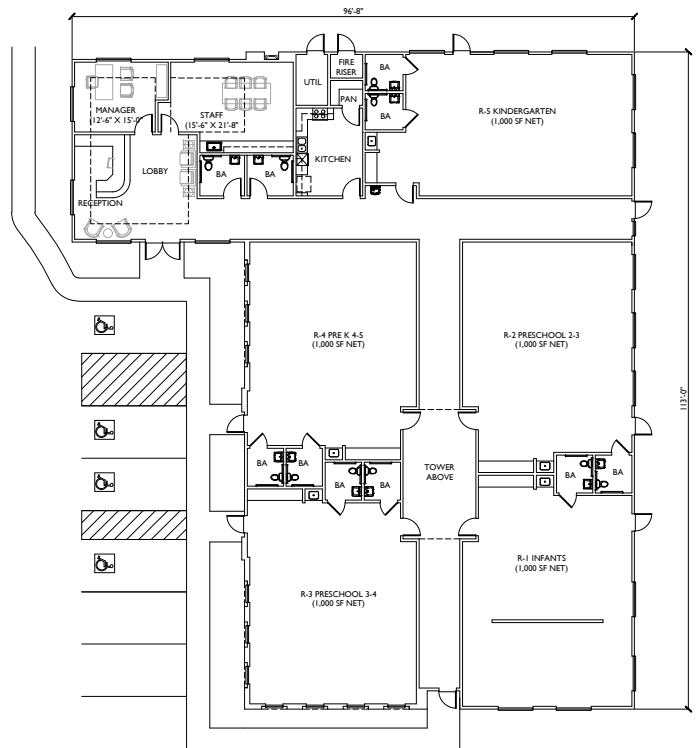 96'-8"
FIRE
RISER
UTIL
BA
PAN
BA
R-5 KINDERGARTEN
(1,000 SF NET)
MANAGER
(12'-6" X 15'-0")
STAFF
(15'-6" X 21'-8")
KITCHEN
LOBBY
BA
BA
RECEPTION
R-4 PRE K 4-5
(1,000 SF NET)
R-2 PRESCHOOL 2-3
(1,000 SF NET)
113'-0"
BA
BA
BA
BA
TOWER
ABOVE
BA
BA
R-3 PRESCHOOL 3-4
(1,000 SF NET)
R-1 INFANTS
(1,000 SF NET)